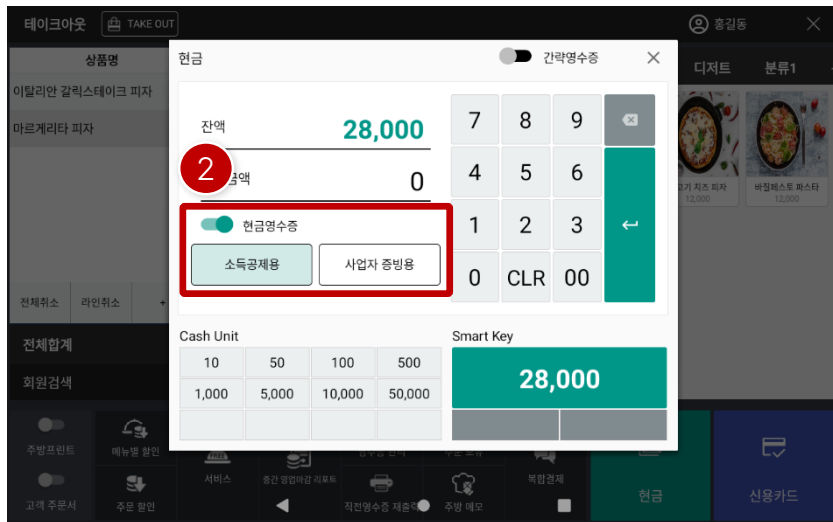 테이크아웃
TAKE OUT
홍길동
상품명
이탈리안 갈릭스테이크 피자
마르게리타 피자
현금
간략영수증
디저트
분류1
잔액
28,000
2
금액
0
현금영수증
소득공제용
사업자 증빙용
7
8
9
4
5
6
1
2
3
0
CLR
00
고기 치즈 피자
12,000
바질페스토 파스타
12,000
전체취소
라인취소
+
전체합계
회원검색
Cash Unit
10
50
100
500
1,000
5,000
10,000
50,000
Smart Key
28,000
주방프린트
메뉴별 할인
고객 주문서
주문 할인
FREE
서비스
중간 영업마감 리포트
직전영수증 재출력
주방 메모
복합결제
현금
신용카드